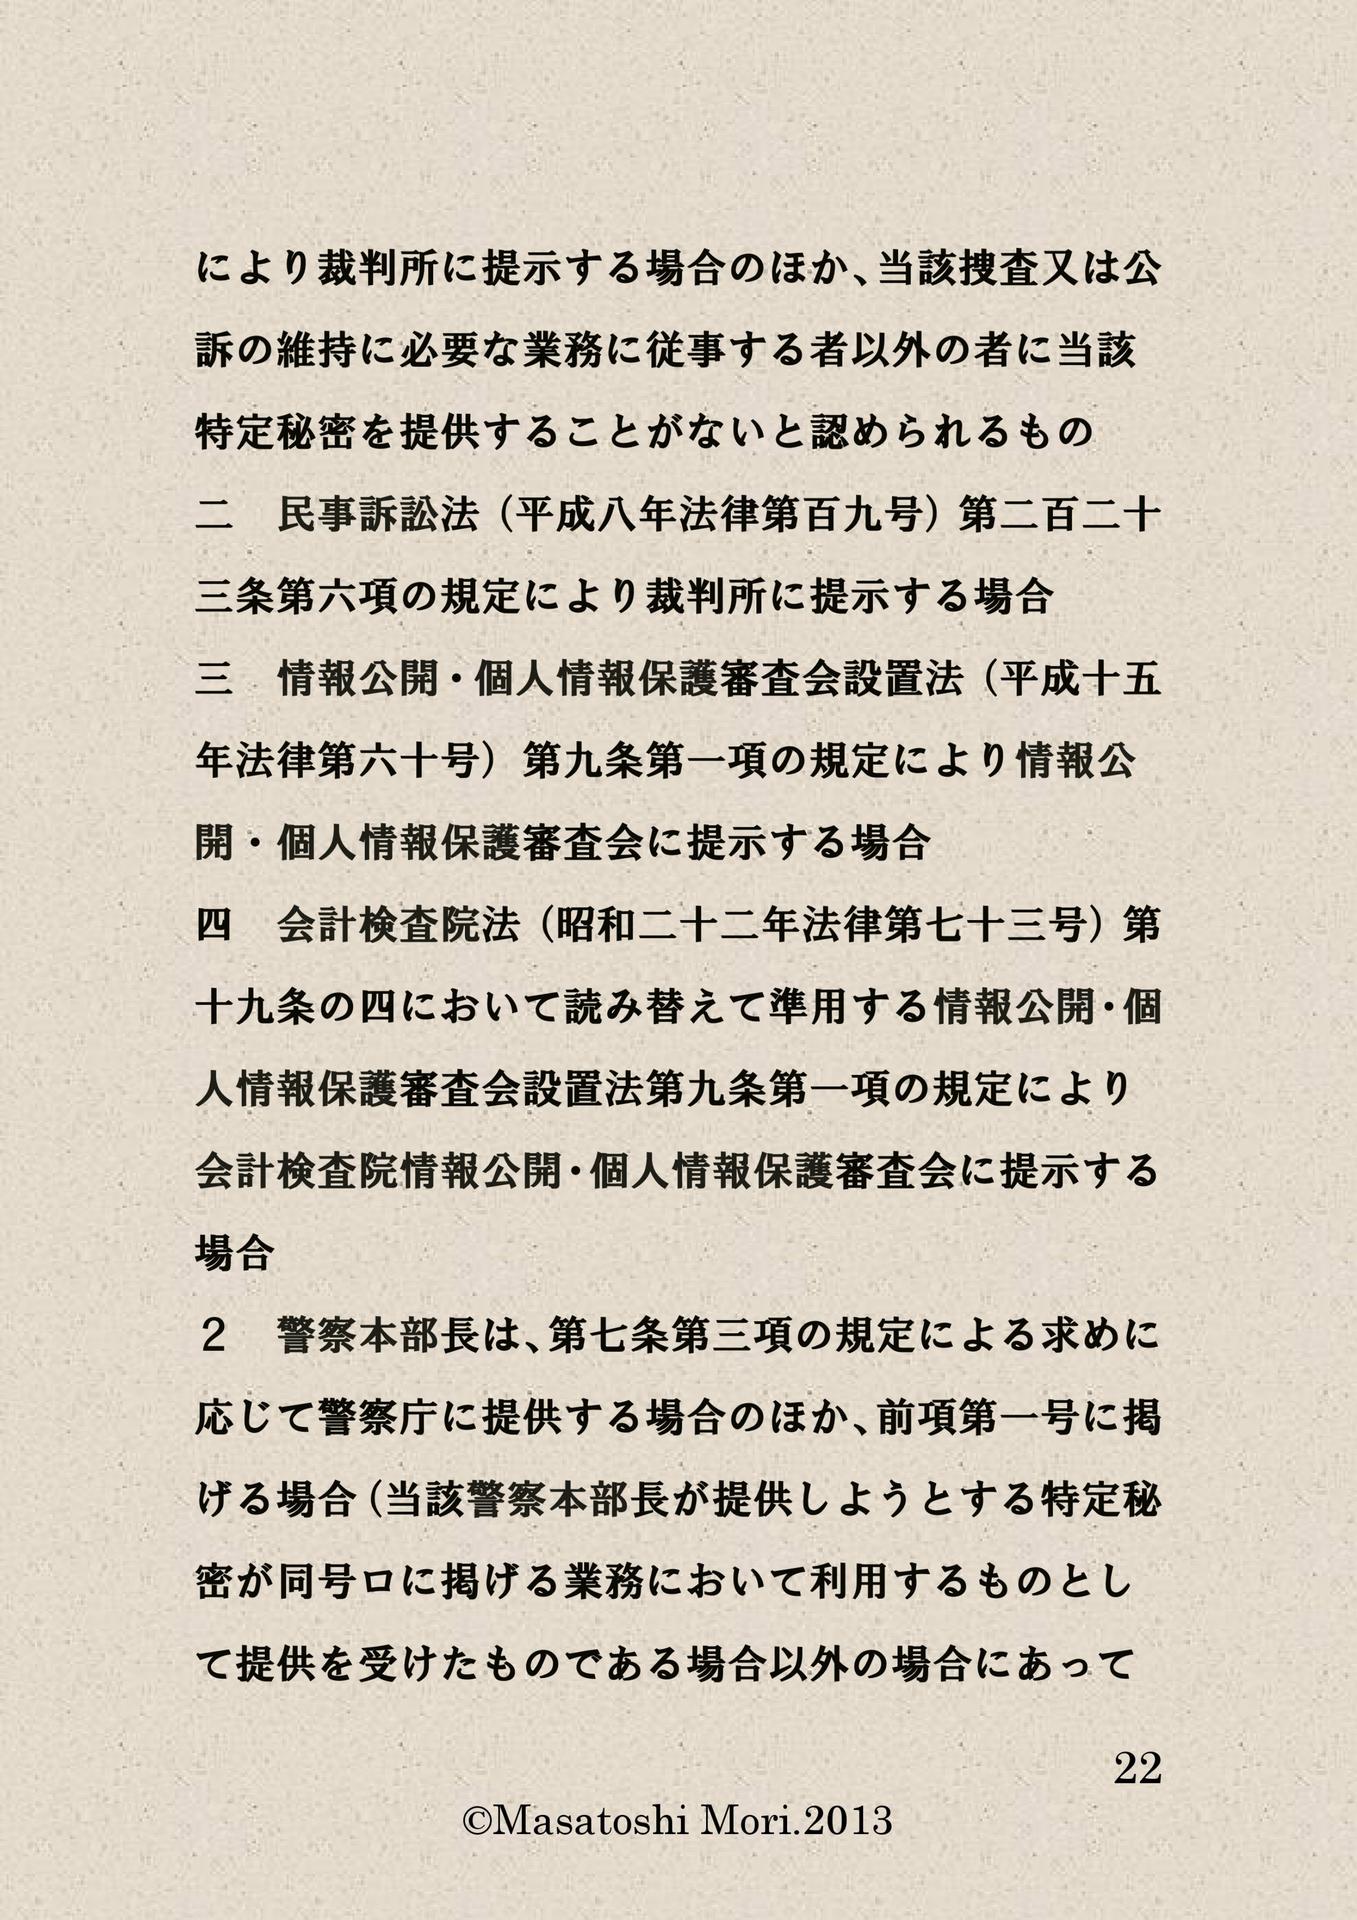 により裁判所に提示する場合のほか、当該捜査又は公
訴の維持に必要な業務に従事する者以外の者に当該
特定秘密を提供することがないと認められるもの
二　民事訴訟法（平成八年法律第百九号）第二百二十
三条第六項の規定により裁判所に提示する場合
三　情報公開・個人情報保護審査会設置法（平成十五
年法律第六十号）第九条第一項の規定により情報公
開・個人情報保護審査会に提示する場合
四　会計検査院法（昭和二十二年法律第七十三号）第
十九条の四において読み替えて準用する情報公開・個
人情報保護審査会設置法第九条第一項の規定により
会計検査院情報公開・個人情報保護審査会に提示する
場合
２　警察本部長は、第七条第三項の規定による求めに
応じて警察庁に提供する場合のほか、前項第一号に掲
げる場合（当該警察本部長が提供しようとする特定秘
密が同号ロに掲げる業務において利用するものとし
て提供を受けたものである場合以外の場合にあって
22
©Masatoshi Mori.2013